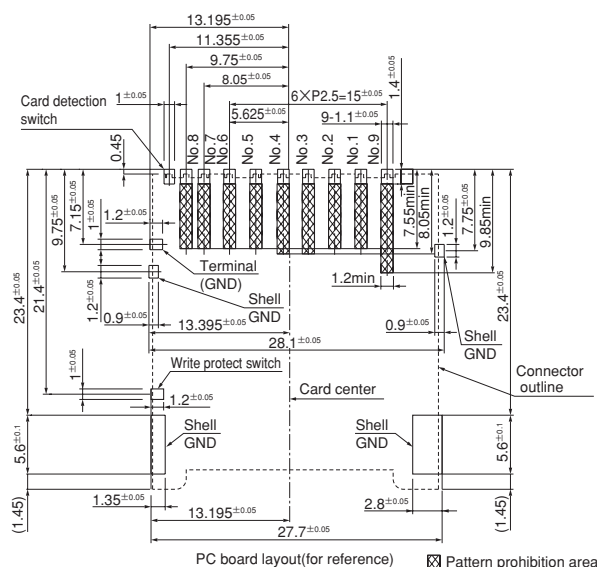 13.195±0.05
11.355±0.05
9.75±0.05
8.05±0.05
6×P2.5=15±0.05
1.4±0.05
1±0.05
5.625±0.05
9-1.1±0.05
Card detection
switch
0.45
No.8
No.7
No.6
No.5
No.4
No.3
No.2
No.1
No.9
23.4±0.05
21.4±0.05
9.75±0.05
7.15±0.05
1±0.05
1.2±0.05
1.2±0.05
0.9±0.05
Terminal
(GND)
Shell
GND
13.395±0.05
28.1±0.05
1.2min
7.55min
8.05min
1.2±0.05
7.75±0.05
9.85min
23.4±0.05
0.9±0.05
Shell
GND
Write protect switch
1±0.05
1.2±0.05
Card center
Connector
outline
Shell
GND
Shell
GND
5.6±0.1
5.6±0.1
(1.45)
(1.45)
1.35±0.05
2.8±0.05
13.195±0.05
27.7±0.05
PC board layout(for reference)
Pattern prohibition area